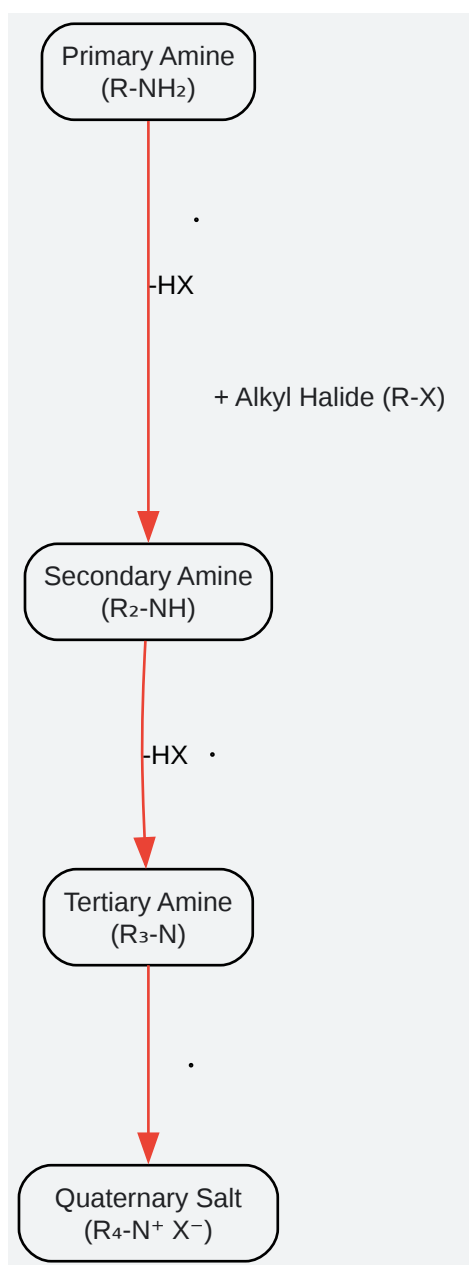 Primary Amine
(R-NH₂)
-HX
+ Alkyl Halide (R-X)
Secondary Amine
(R₂-NH)
-HX
Tertiary Amine
(R₃-N)
Quaternary Salt
(R₄-N⁺ X⁻)